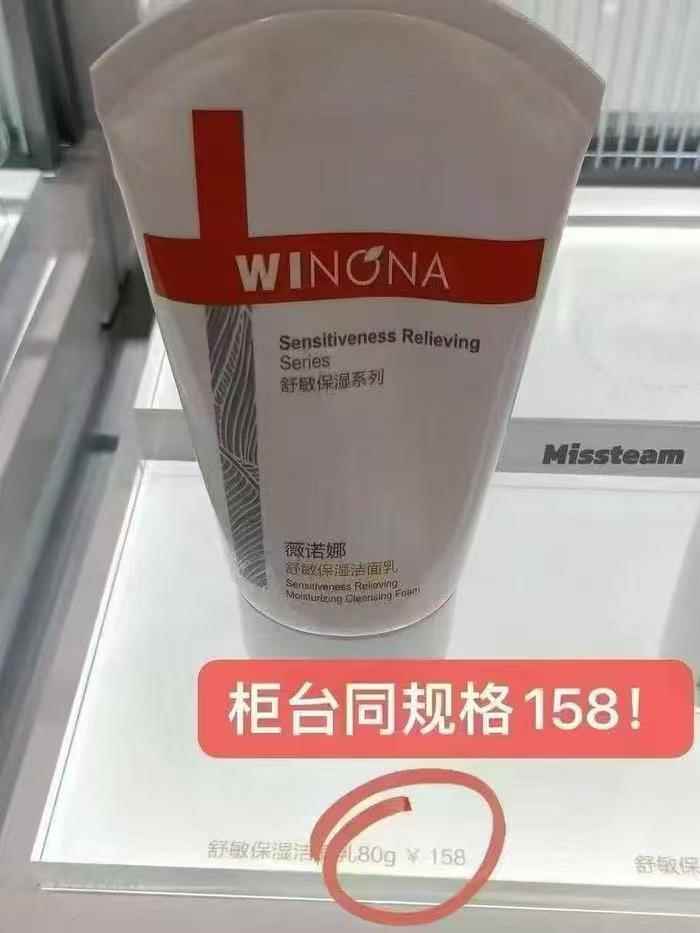 WINONA
Sensitiveness Relieving
Series
舒敏保湿系列
Missteam
薇诺娜
舒敏保湿洁面乳
Sensitiveness Relieving
Moisturizing Cleansing Foam
柜台同规格158!
舒敏保湿洁面乳80g ¥ 158
舒敏保